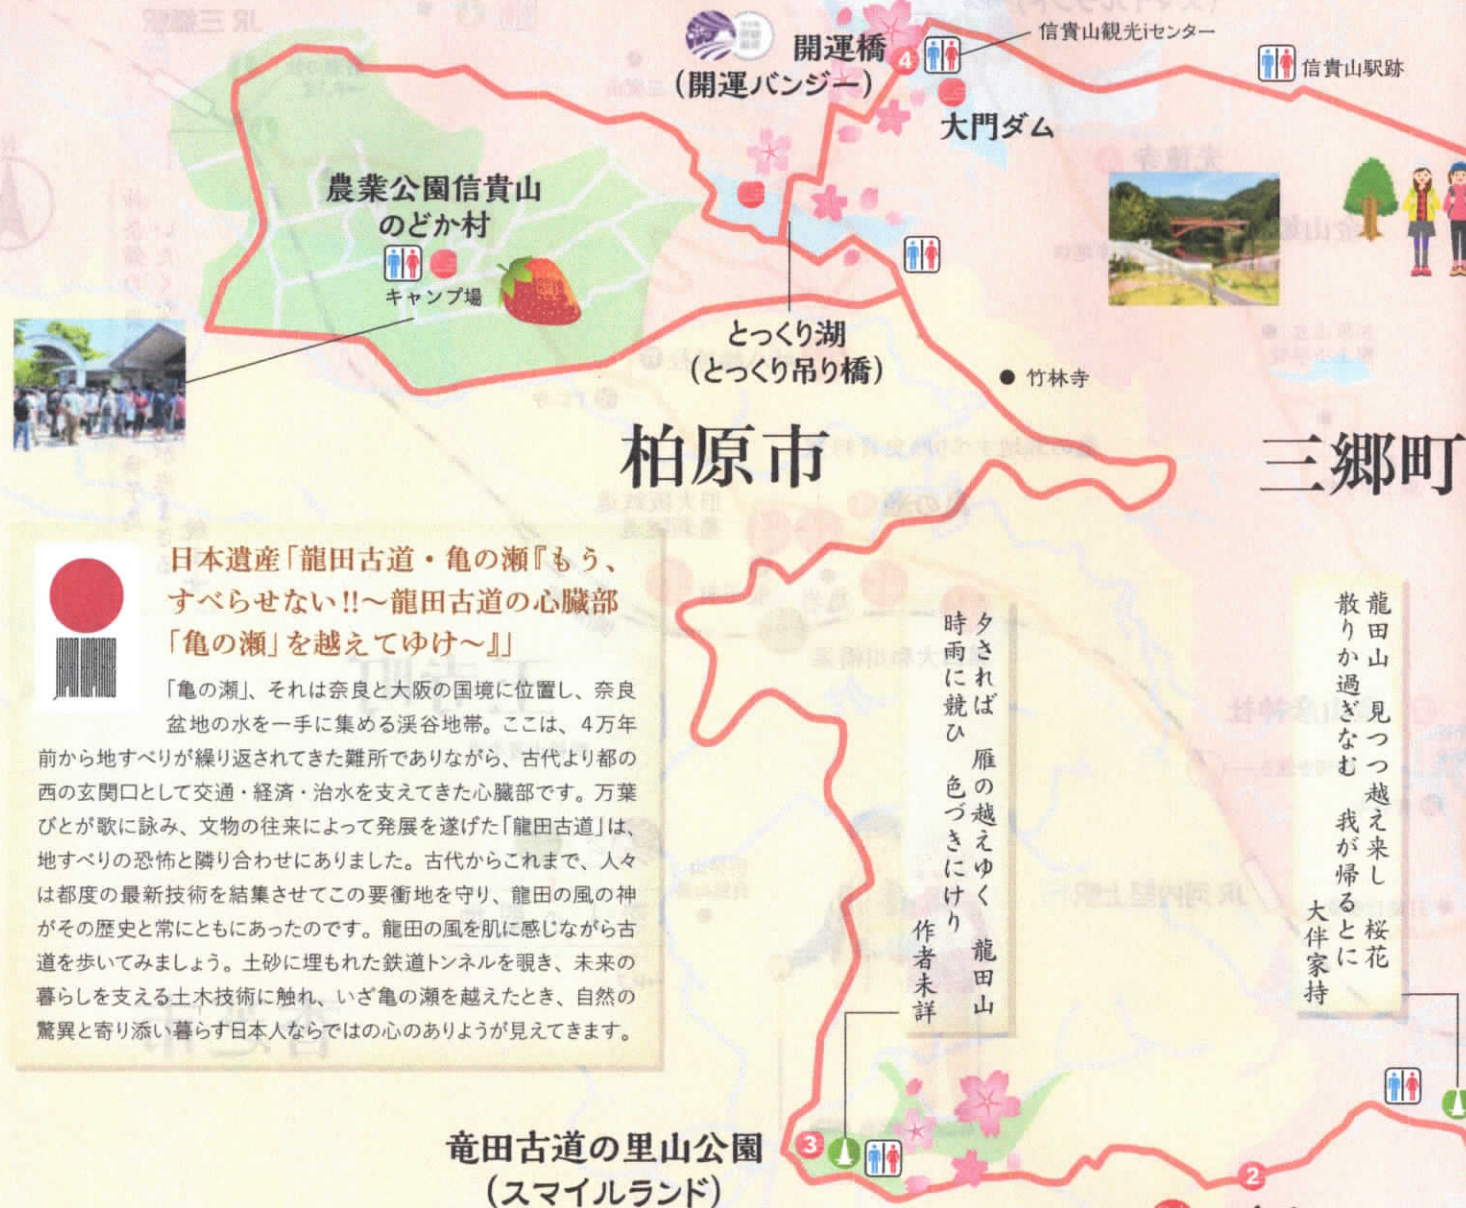 開運橋
(開運バンジー)
4
信貴山観光iセンター
信貴山駅跡
大門ダム
農業公園信貴山
のどか村
キャンプ場
とっくり湖
(とっくり吊り橋)
竹林寺
柏原市
三郷町
日本遺産「龍田古道・亀の瀬『もう、
すべらせない!!〜龍田古道の心臓部
「亀の瀬」を越えてゆけ〜』」
「亀の瀬」、それは奈良と大阪の国境に位置し、奈良
盆地の水を一手に集める渓谷地帯。ここは、4万年
前から地すべりが繰り返されてきた難所でありながら、古代より都の
西の玄関口として交通・経済・治水を支えてきた心臓部です。万葉
びとが歌に詠み、文物の往来によって発展を遂げた「龍田古道」は、
地すべりの恐怖と隣り合わせにありました。古代からこれまで、人々
は都度の最新技術を結集させてこの要衝地を守り、龍田の風の神
がその歴史と常にともにあったのです。龍田の風を肌に感じながら古
道を歩いてみましょう。土砂に埋もれた鉄道トンネルを覗き、未来の
暮らしを支える土木技術に触れ、いざ亀の瀬を越えたとき、自然の
驚異と寄り添い暮らす日本人ならではの心のありようが見えてきます。
龍田山 見つつ越え来し 桜花
散りか過ぎなむ 我が帰るとに
大伴家持
夕されば 雁の越えゆく 龍田山
時雨に競ひ 色づきにけり
作者未詳
竜田古道の里山公園
(スマイルランド)
3
2